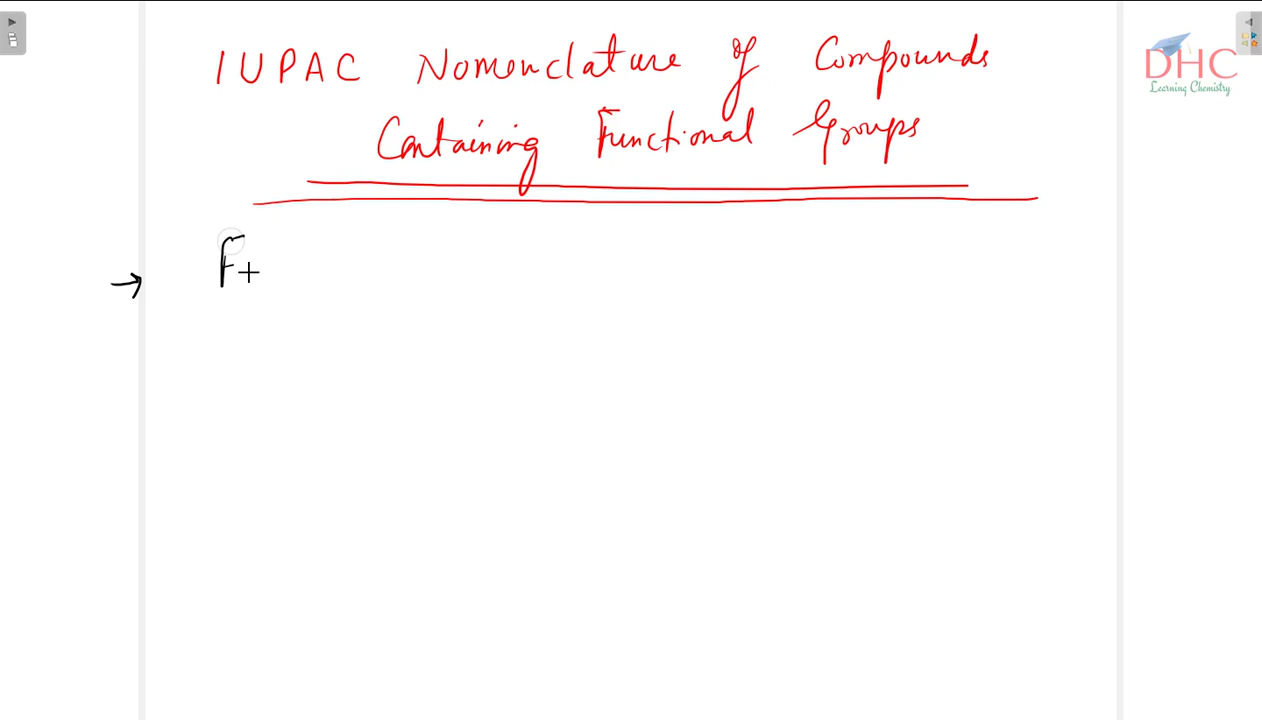 IUPAC Nomenclature of Compounds
Containing Functional Groups
DHC
Learning Chemistry
→ F